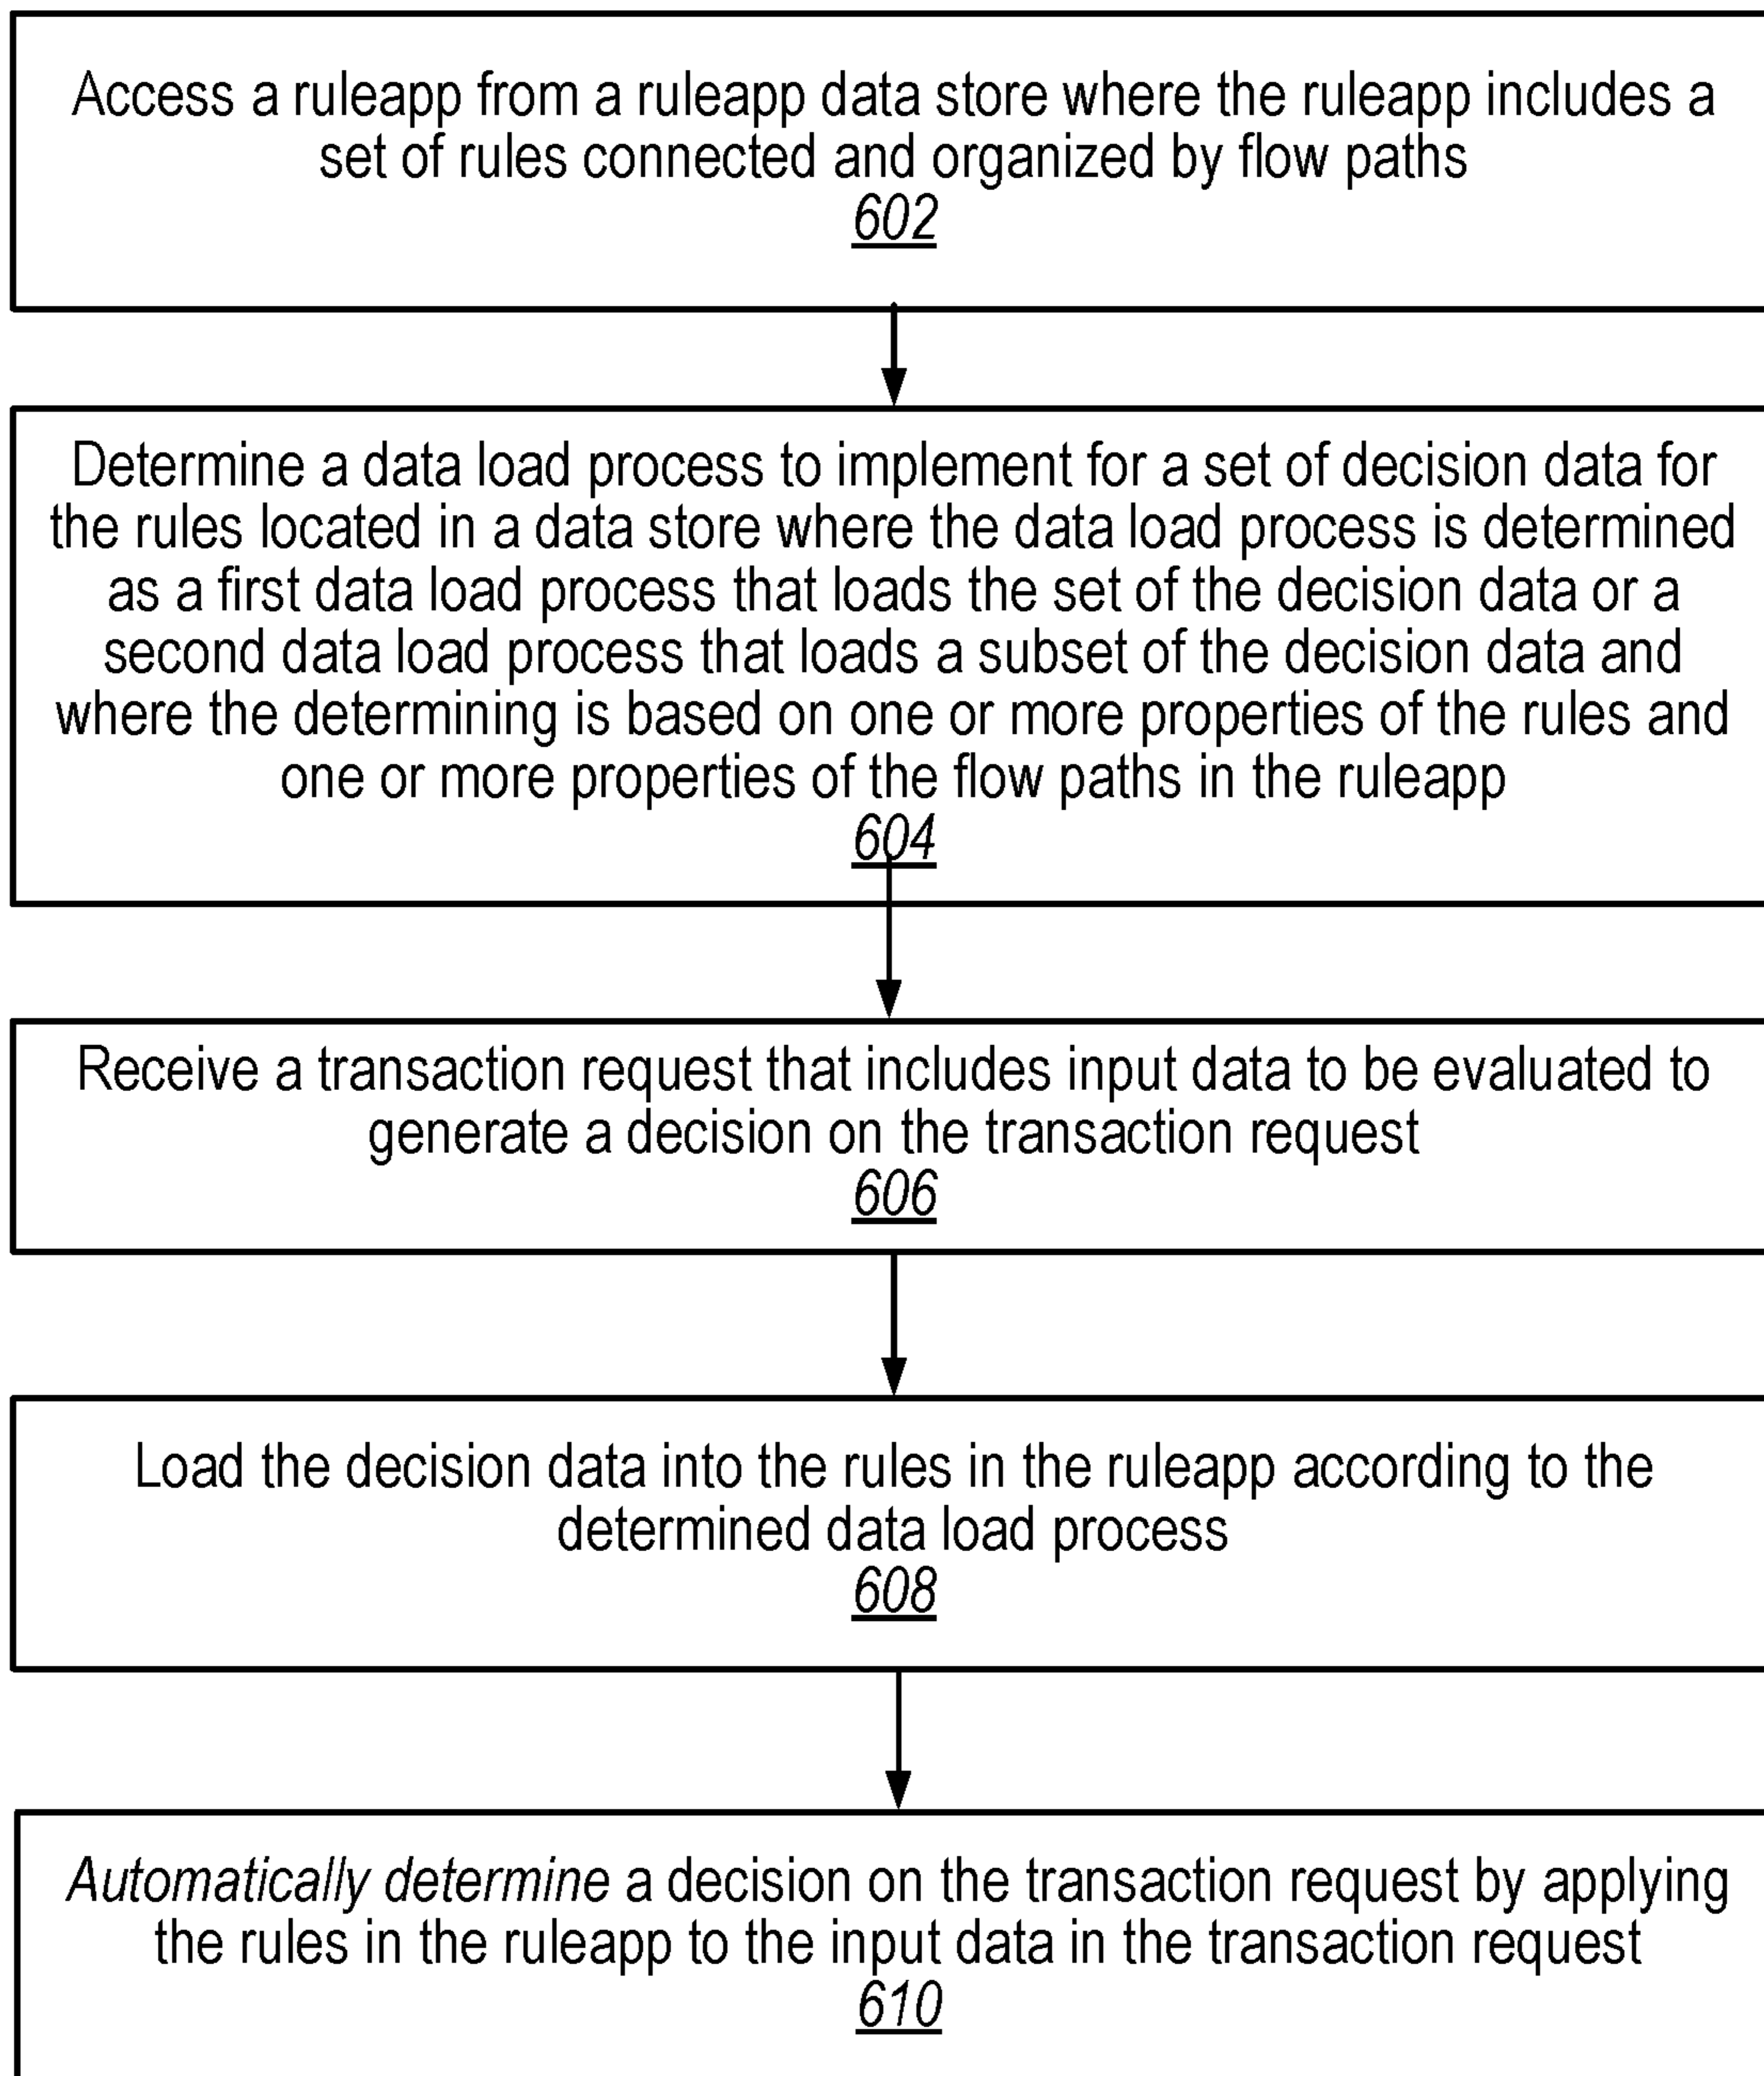 Access a ruleapp from a ruleapp data store where the ruleapp includes a
set of rules connected and organized by flow paths
602
Determine a data load process to implement for a set of decision data for
the rules located in a data store where the data load process is determined
as a first data load process that loads the set of the decision data or a
second data load process that loads a subset of the decision data and
where the determining is based on one or more properties of the rules and
one or more properties of the flow paths in the ruleapp
604
Receive a transaction request that includes input data to be evaluated to
generate a decision on the transaction request
606
Load the decision data into the rules in the ruleapp according to the
determined data load process
608
Automatically determine a decision on the transaction request by applying
the rules in the ruleapp to the input data in the transaction request
610